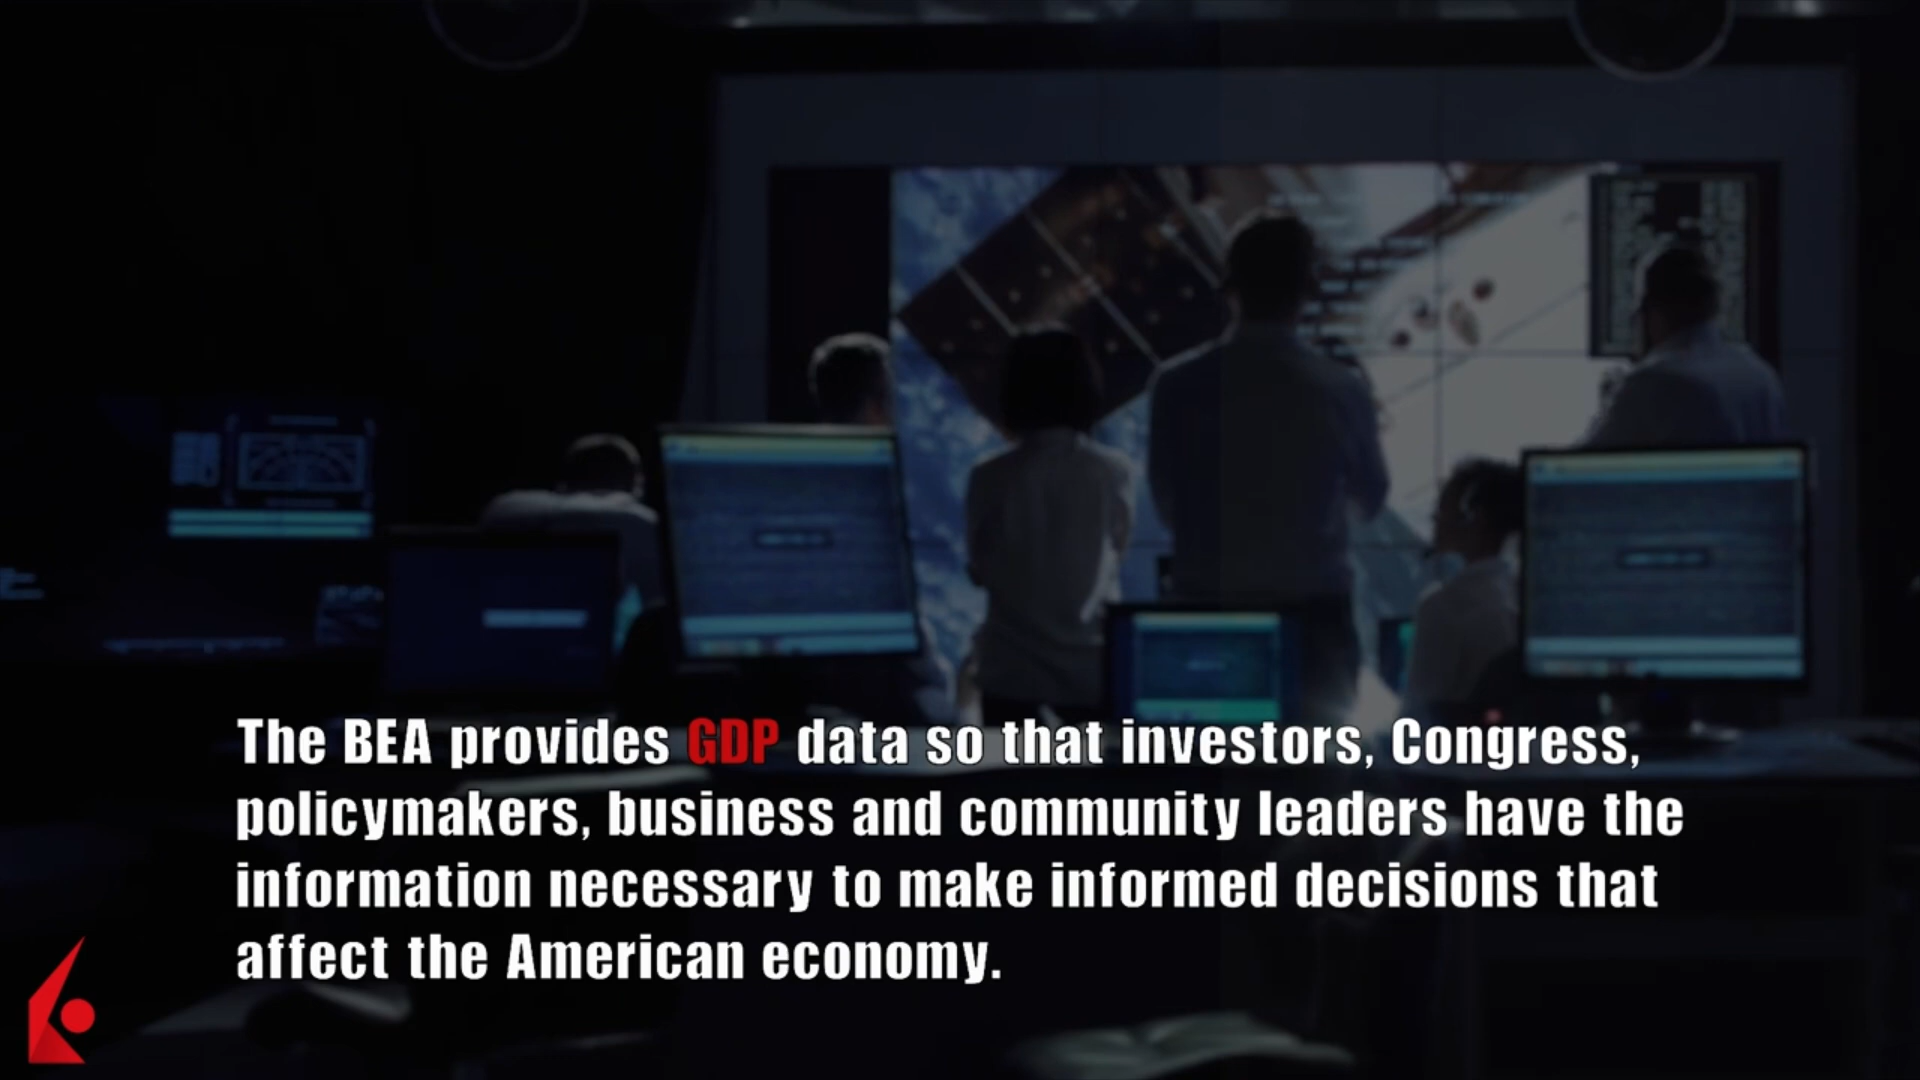 The BEA provides GDP data so that investors, Congress,
policymakers, business and community leaders have the
information necessary to make informed decisions that
affect the American economy.